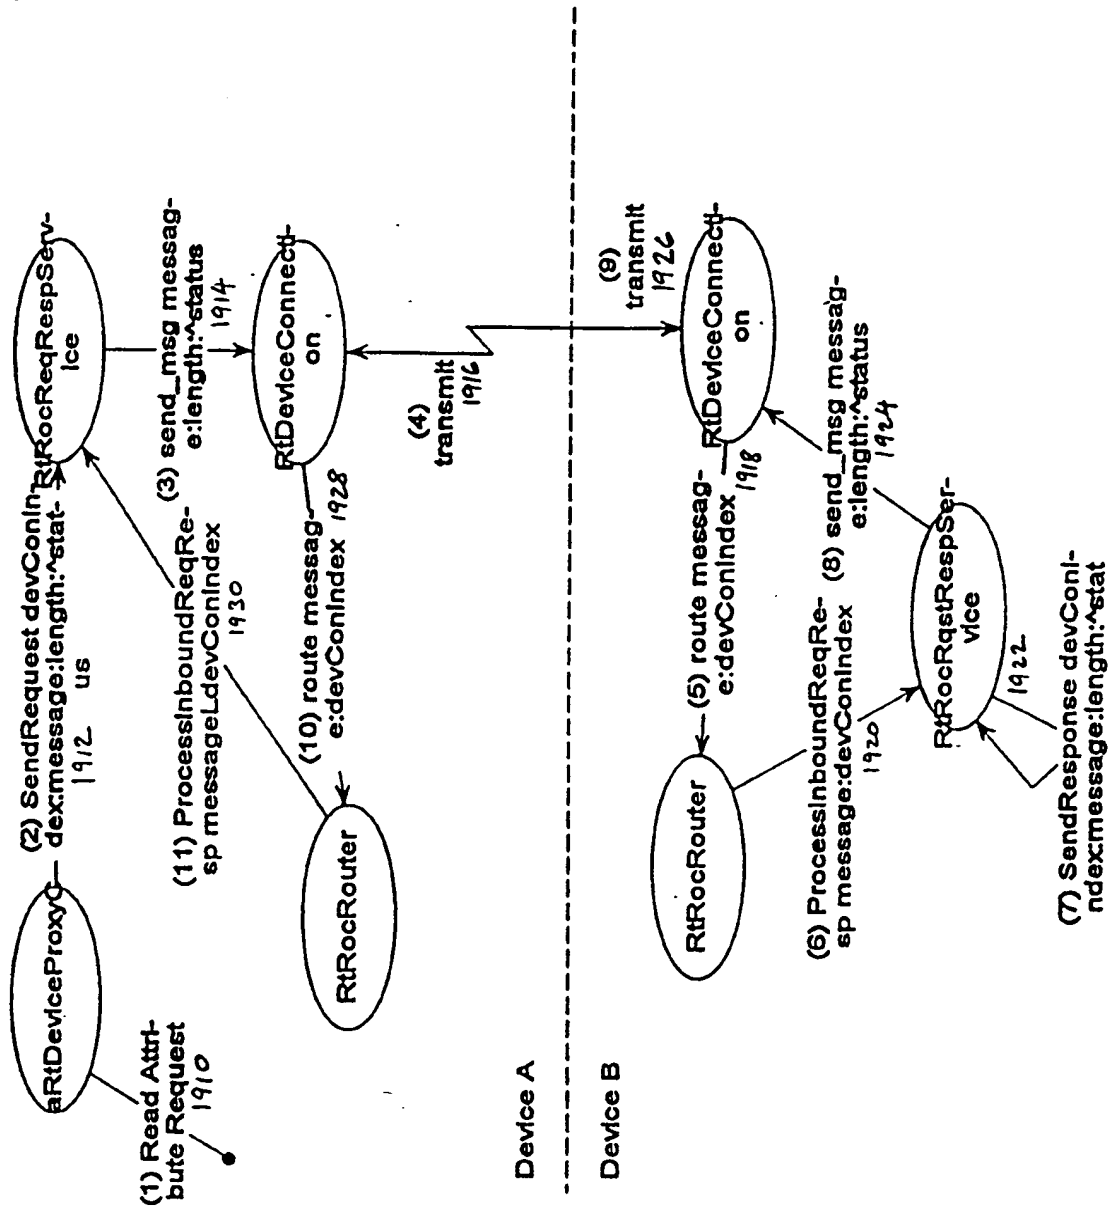 (1) Read Attri-
bute Request
1910
aRtDeviceProxyO
(2) SendRequest devConIn-
dex:message:length:^stat-
us
1912
RtRocReqRespServ-
ice
(3) send_msg messag-
e:length:^status
1914
(11) ProcessInboundReqRe-
sp messageLdevConIndex
1930
RtDeviceConnecti-
on
(10) route messag-
e:devConIndex 1928
RtRocRouter
(4)
transmit
1916
Device A
Device B
(9)
transmit
1926
RtDeviceConnecti-
on
(5) route messag-
e:devConIndex 1918
RtRocRouter
(6) ProcessInboundReqRe-
sp message:devConIndex
1920
(8) send_msg messag-
e:length:^status
1924
RtRocRqstRespSer-
vice
1922
(7) SendResponse devConI-
ndex:message:length:^stat